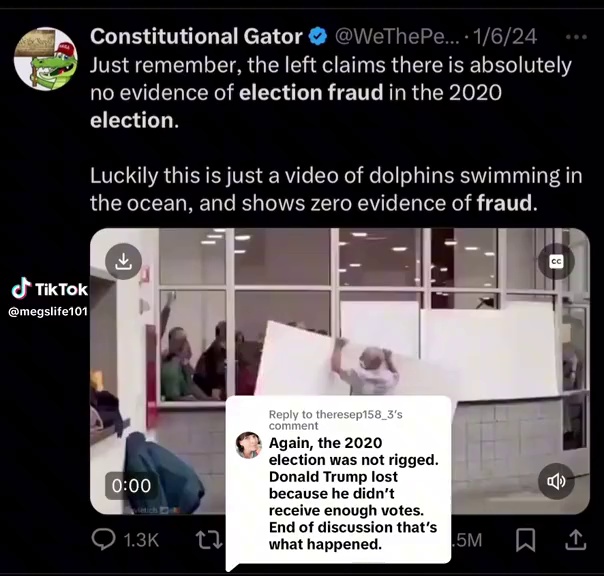 Constitutional Gator @WeThePe... · 1/6/24
Just remember, the left claims there is absolutely
no evidence of election fraud in the 2020
election.
Luckily this is just a video of dolphins swimming in
the ocean, and shows zero evidence of fraud.
CC
TikTok
@megslife101
Reply to theresep158_3's
comment
Again, the 2020
election was not rigged.
Donald Trump lost
because he didn't
receive enough votes.
End of discussion that's
what happened.
0:00
1.3K
.5M